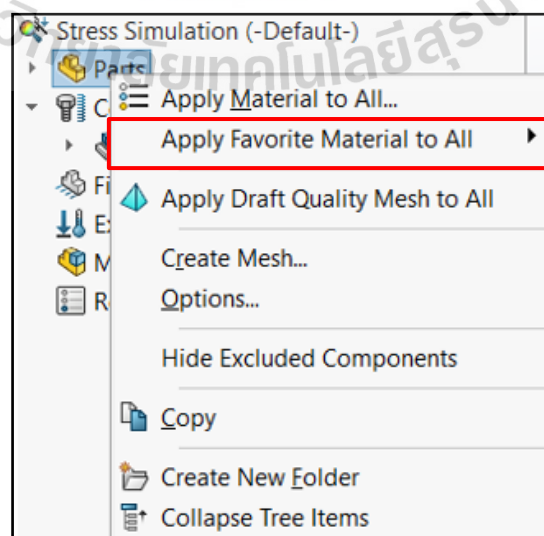 Stress Simulation (-Default-)
Parts
Apply Material to All...
Apply Favorite Material to All
Apply Draft Quality Mesh to All
Create Mesh...
Options...
Hide Excluded Components
Copy
Create New Folder
Collapse Tree Items